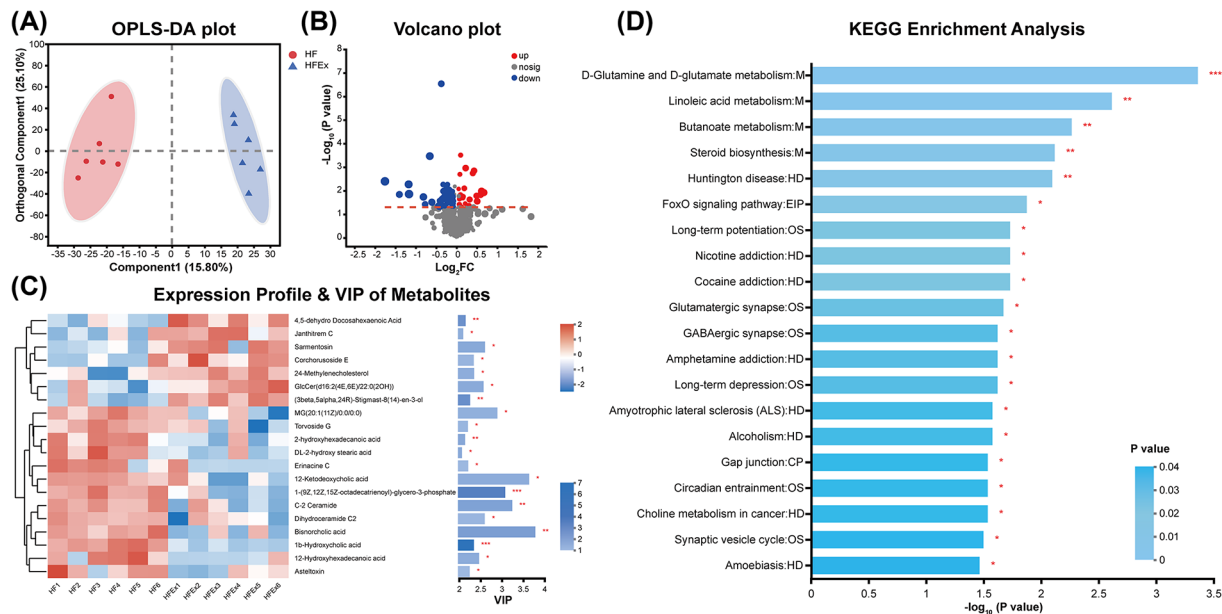 (A)
OPLS-DA plot
Orthogonal Component1 (25.10%)
100
80
60
40
20
0
-20
-40
-60
-80
-35 -30 -25 -20 -15 -10 -5 0 5 10 15 20 25 30
Component1 (15.80%)
HF
HFEx
(B)
Volcano plot
-Log10 (P value)
8
7
6
5
4
3
2
1
0
-2 -1.5 -1 -0.5 0 0.5 1 1.5 2
Log2FC
up
nosig
down
(C)
Expression Profile & VIP of Metabolites
4,5-dehydro Docosahexaenoic Acid **
Janthitrem C *
Sarmentosin *
Corchorusoside E *
24-Methylenecholesterol *
GlcCer(d16:2(4E,6E)/22:0(2OH)) *
(3beta,5alpha,24R)-Stigmast-8(14)-en-3-ol **
MG(20:1(11Z)/0:0/0:0) *
Torvoside G *
2-hydroxyhexadecanoic acid **
DL-2-hydroxy stearic acid *
Erinacine C *
12-Ketodeoxycholic acid *
1-(9Z,12Z,15Z-octadecatrienoyl)-glycero-3-phosphate ***
C-2 Ceramide **
Dihydroceramide C2 *
Bisnorcholic acid **
1b-Hydroxycholic acid ***
12-Hydroxyhexadecanoic acid *
Asteltoxin *
HF1 HF2 HF3 HF4 HF5 HF6 HFEx1 HFEx2 HFEx3 HFEx4 HFEx5 HFEx6
2 2.5 3 3.5 4
VIP
2
1
0
-1
-2
7
6
5
4
3
2
1
(D)
KEGG Enrichment Analysis
D-Glutamine and D-glutamate metabolism:M ***
Linoleic acid metabolism:M **
Butanoate metabolism:M **
Steroid biosynthesis:M **
Huntington disease:HD **
FoxO signaling pathway:EIP *
Long-term potentiation:OS *
Nicotine addiction:HD *
Cocaine addiction:HD *
Glutamatergic synapse:OS *
GABAergic synapse:OS *
Amphetamine addiction:HD *
Long-term depression:OS *
Amyotrophic lateral sclerosis (ALS):HD *
Alcoholism:HD *
Gap junction:CP *
Circadian entrainment:OS *
Choline metabolism in cancer:HD *
Synaptic vesicle cycle:OS *
Amoebiasis:HD *
0.0 0.5 1.0 1.5 2.0 2.5 3.0 3.5
-log10 (P value)
P value
0.04
0.03
0.02
0.01
0